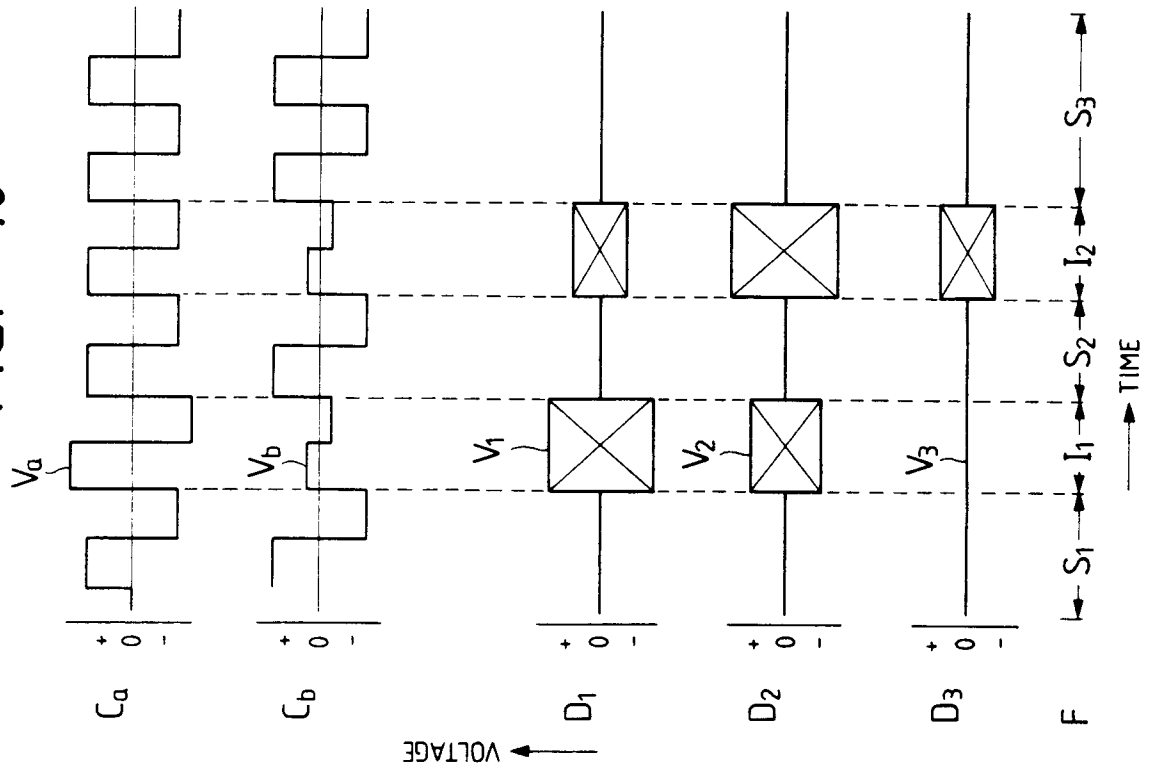 Va
Ca
+
0
-
Vb
Cb
+
0
-
V1
D1
+
0
-
V2
D2
+
0
-
V3
D3
+
0
-
F
S1
I1
S2
I2
S3
TIME
VOLTAGE